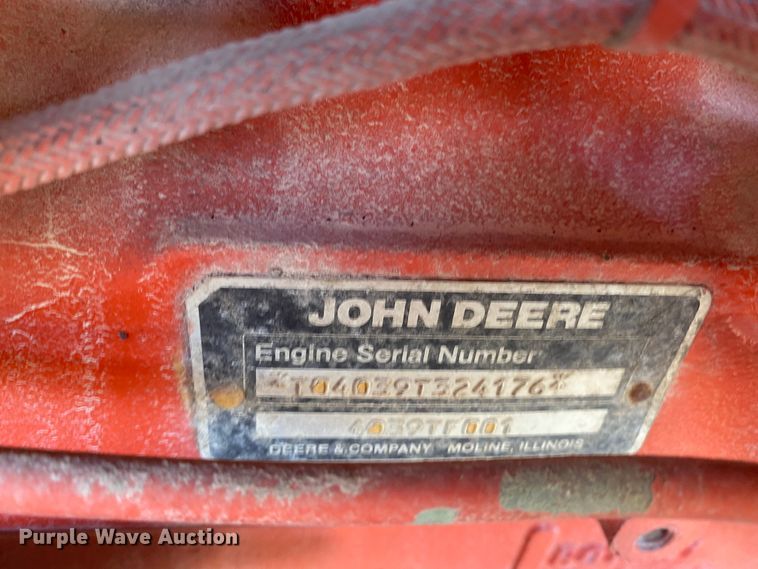 JOHN DEERE
Engine Serial Number
*T04039T324176*
4039TF001
DEERE & COMPANY MOLINE, ILLINOIS
Purple Wave Auction